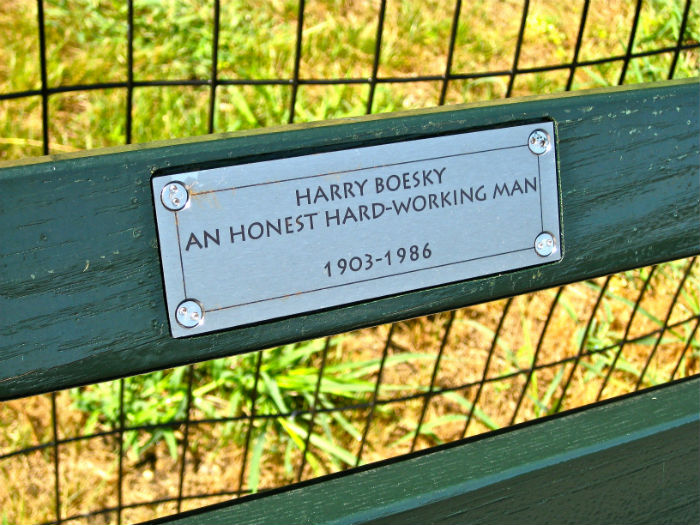 HARRY BOESKY
AN HONEST HARD-WORKING MAN
1903-1986